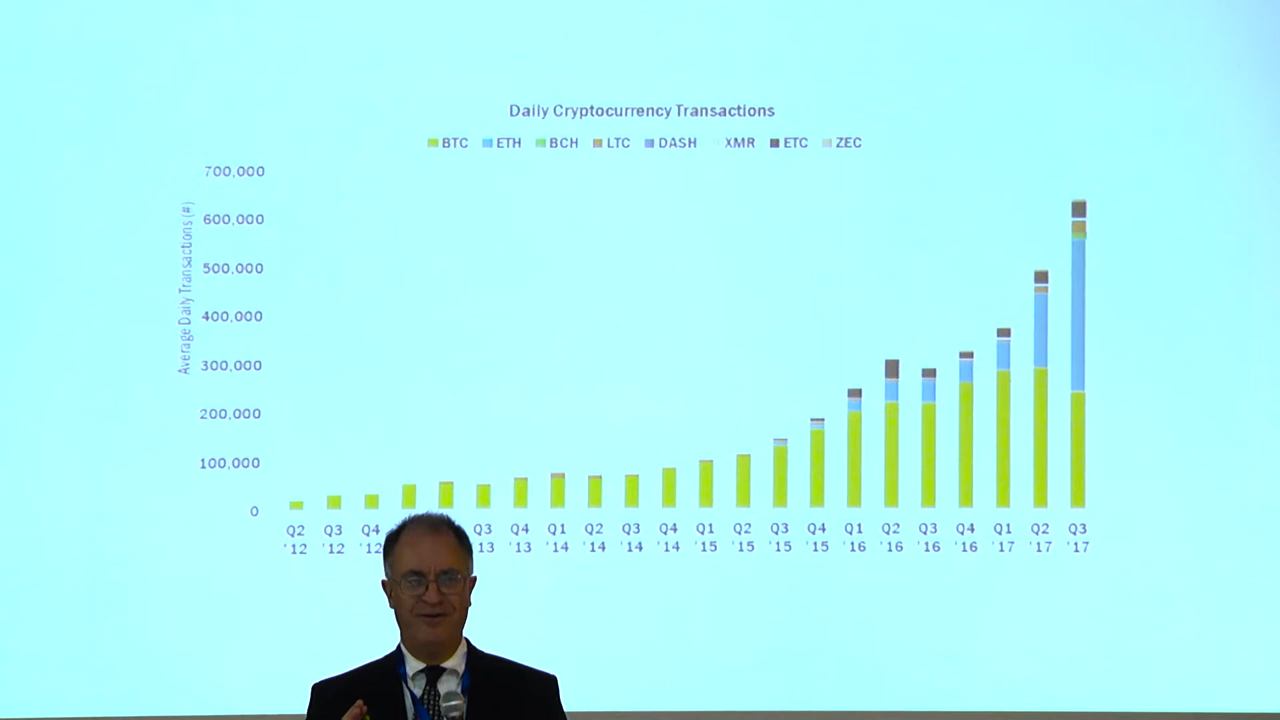 Daily Cryptocurrency Transactions
BTC ETH BCH LTC DASH XMR ETC ZEC
Average Daily Transactions (#)
700,000
600,000
500,000
400,000
300,000
200,000
100,000
0
Q2 Q3 Q4 Q3 Q4 Q1 Q2 Q3 Q4 Q1 Q2 Q3 Q4 Q1 Q2 Q3 Q4 Q1 Q2 Q3
'12 '12 '12 13 '13 '14 '14 '14 '14 '15 '15 '15 '15 '16 '16 '16 '16 '17 '17 '17